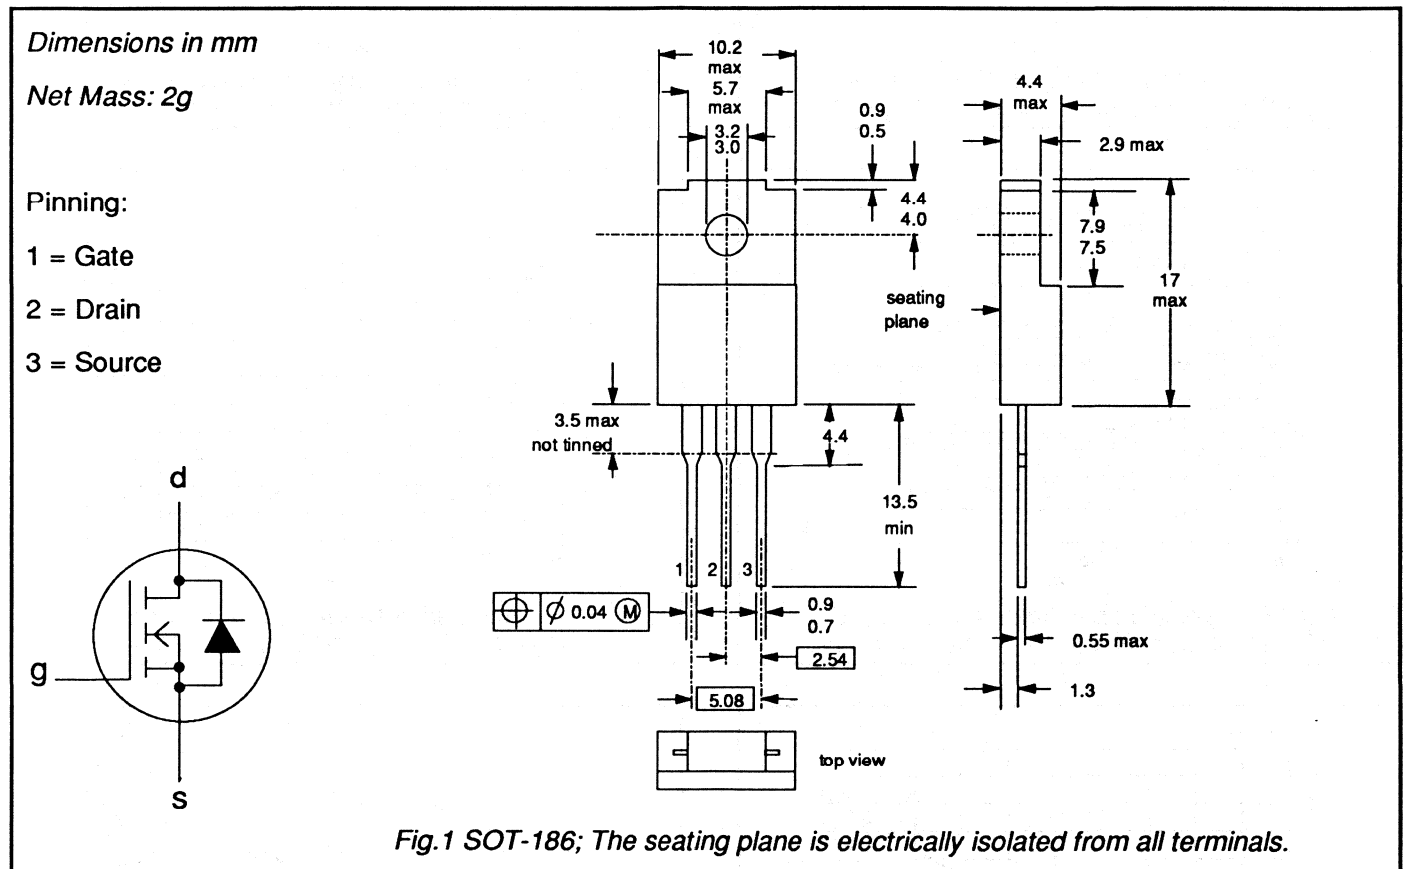 Dimensions in mm
Net Mass: 2g
Pinning:
1 = Gate
2 = Drain
3 = Source
d
g
s
10.2
max
5.7
max
3.2
3.0
0.9
0.5
4.4
4.0
seating
plane
3.5 max
not tinned
4.4
13.5
min
1 2 3
Ø 0.04 Ⓜ
0.9
0.7
2.54
5.08
top view
4.4
max
2.9 max
7.9
7.5
17
max
0.55 max
1.3
Fig.1 SOT-186; The seating plane is electrically isolated from all terminals.